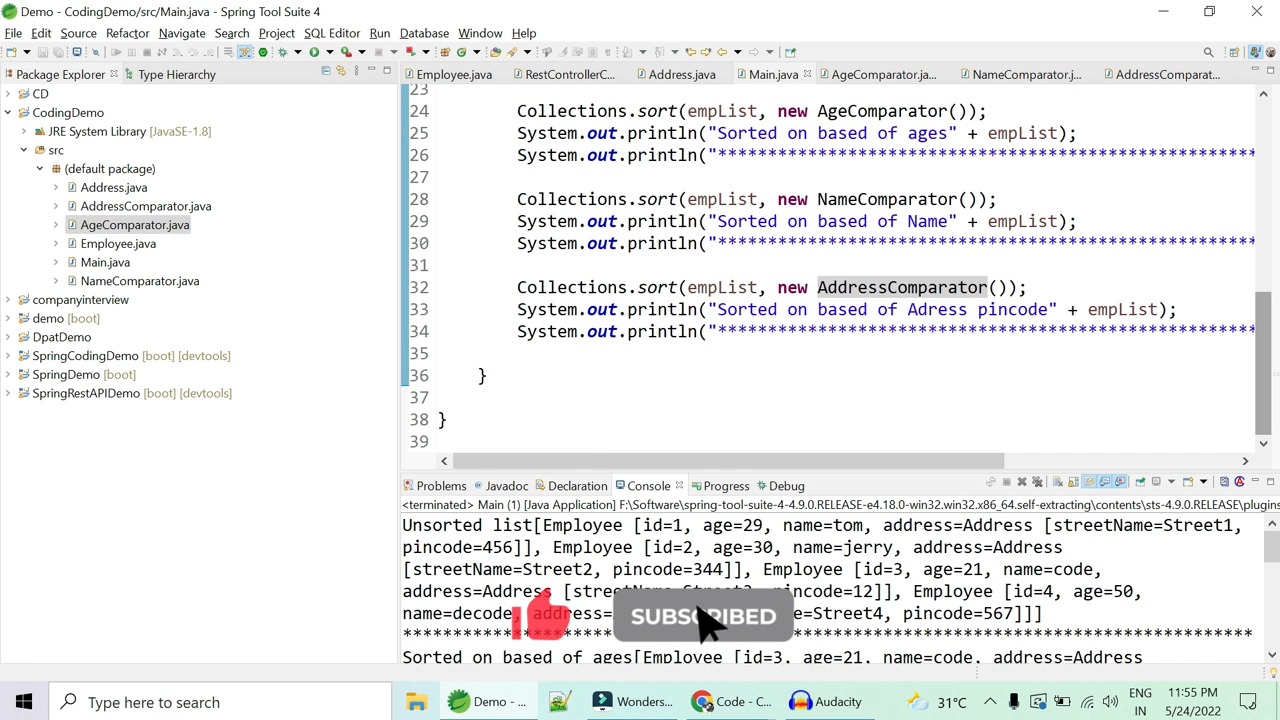 Demo - CodingDemo/src/Main.java - Spring Tool Suite 4
File Edit Source Refactor Navigate Search Project SQL Editor Run Database Window Help
Package Explorer Type Hierarchy
Employee.java RestControllerC... Address.java Main.java AgeComparator.ja... NameComparator.j... AddressComparat...
CD
CodingDemo
JRE System Library [JavaSE-1.8]
src
(default package)
Address.java
AddressComparator.java
AgeComparator.java
Employee.java
Main.java
NameComparator.java
companyinterview
demo [boot]
DpatDemo
SpringCodingDemo [boot] [devtools]
SpringDemo [boot]
SpringRestAPIDemo [boot] [devtools]
23
24 Collections.sort(empList, new AgeComparator());
25 System.out.println("Sorted on based of ages" + empList);
26 System.out.println("******************************************************
27
28 Collections.sort(empList, new NameComparator());
29 System.out.println("Sorted on based of Name" + empList);
30 System.out.println("******************************************************
31
32 Collections.sort(empList, new AddressComparator());
33 System.out.println("Sorted on based of Adress pincode" + empList);
34 System.out.println("******************************************************
35
36 }
37
38 }
39
Problems Javadoc Declaration Console Progress Debug
<terminated> Main (1) [Java Application] F:\Software\spring-tool-suite-4-4.9.0.RELEASE-e4.18.0-win32.win32.x86_64.self-extracting\contents\sts-4.9.0.RELEASE\plugins
Unsorted list[Employee [id=1, age=29, name=tom, address=Address [streetName=Street1,
pincode=456]], Employee [id=2, age=30, name=jerry, address=Address
[streetName=Street2, pincode=344]], Employee [id=3, age=21, name=code,
address=Address [streetName=Street3, pincode=12]], Employee [id=4, age=50,
name=decode, address= =Street4, pincode=567]]]
*************************************************************************************
Sorted on based of ages[Employee [id=3, age=21, name=code, address=Address
SUBSCRIBED
Type here to search
Demo - ...
Wonders...
Code - C...
Audacity
31°C
ENG
IN
11:55 PM
5/24/2022